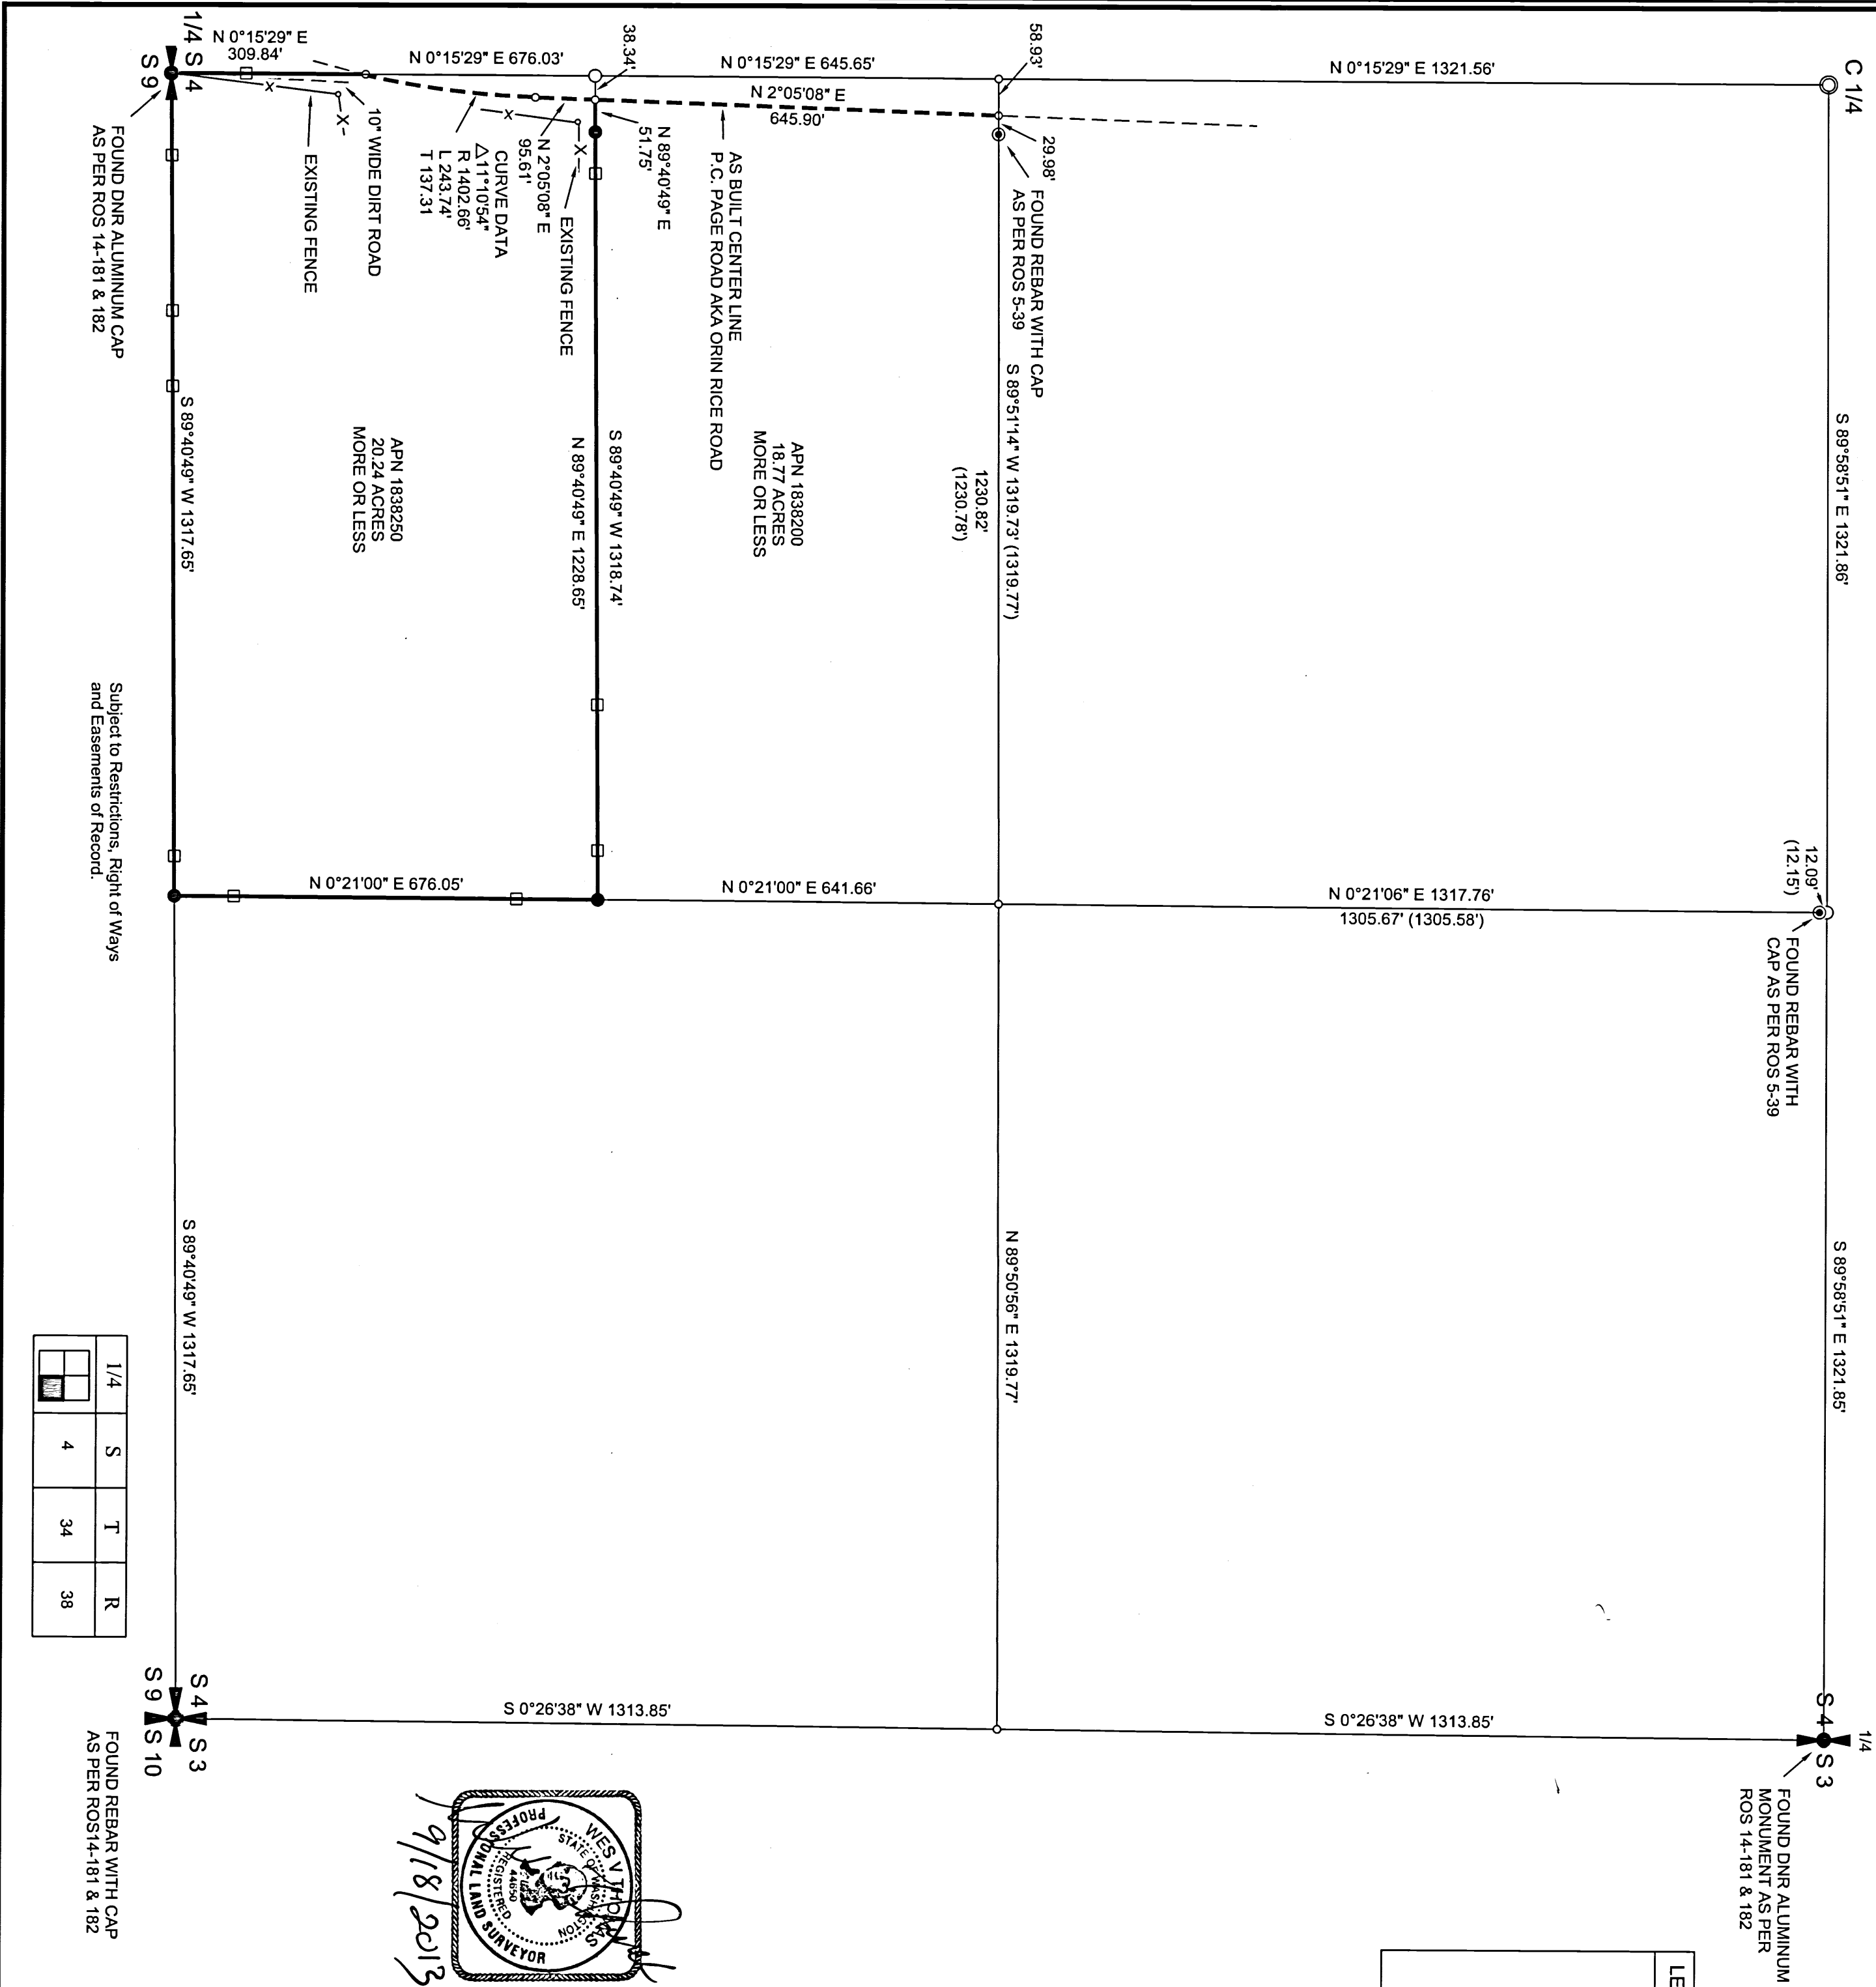 C 1/4
S 89°58'51" E 1321.86'
12.09'
(12.15')
FOUND REBAR WITH
CAP AS PER ROS 5-39
S 89°58'51" E 1321.85'
S 4
1/4
S 3
FOUND DNR ALUMINUM
MONUMENT AS PER
ROS 14-181 & 182
LE
N 0°15'29" E 1321.56'
N 0°21'06" E 1317.76'
1305.67' (1305.58')
S 0°26'38" W 1313.85'
58.93'
29.98'
FOUND REBAR WITH CAP
AS PER ROS 5-39
S 89°51'14" W 1319.73' (1319.77')
1230.82'
(1230.78')
N 89°50'56" E 1319.77'
N 0°15'29" E 645.65'
N 2°05'08" E
645.90'
AS BUILT CENTER LINE
P.C. PAGE ROAD AKA ORIN RICE ROAD
APN 1838200
18.77 ACRES
MORE OR LESS
N 0°21'00" E 641.66'
S 0°26'38" W 1313.85'
38.34'
N 89°40'49" E
51.75'
S 89°40'49" W 1318.74'
N 89°40'49" E 1228.65'
N 0°15'29" E 676.03'
N 2°05'08" E
95.61'
EXISTING FENCE
X
X
CURVE DATA
Δ11°10'54"
R 1402.66'
L 243.74'
T 137.31
N 0°15'29" E
309.84'
10" WIDE DIRT ROAD
X
X
EXISTING FENCE
APN 1838250
20.24 ACRES
MORE OR LESS
N 0°21'00" E 676.05'
1/4 S 4
S 9
FOUND DNR ALUMINUM CAP
AS PER ROS 14-181 & 182
S 89°40'49" W 1317.65'
S 89°40'49" W 1317.65'
Subject to Restrictions, Right of Ways
and Easements of Record.
1/4 S T R
4 34 38
S 4 S 3
S 9 S 10
FOUND REBAR WITH CAP
AS PER ROS14-181 & 182
WES V THOMAS
STATE OF WASHINGTON
44650
REGISTERED
PROFESSIONAL LAND SURVEYOR
9/18/2013